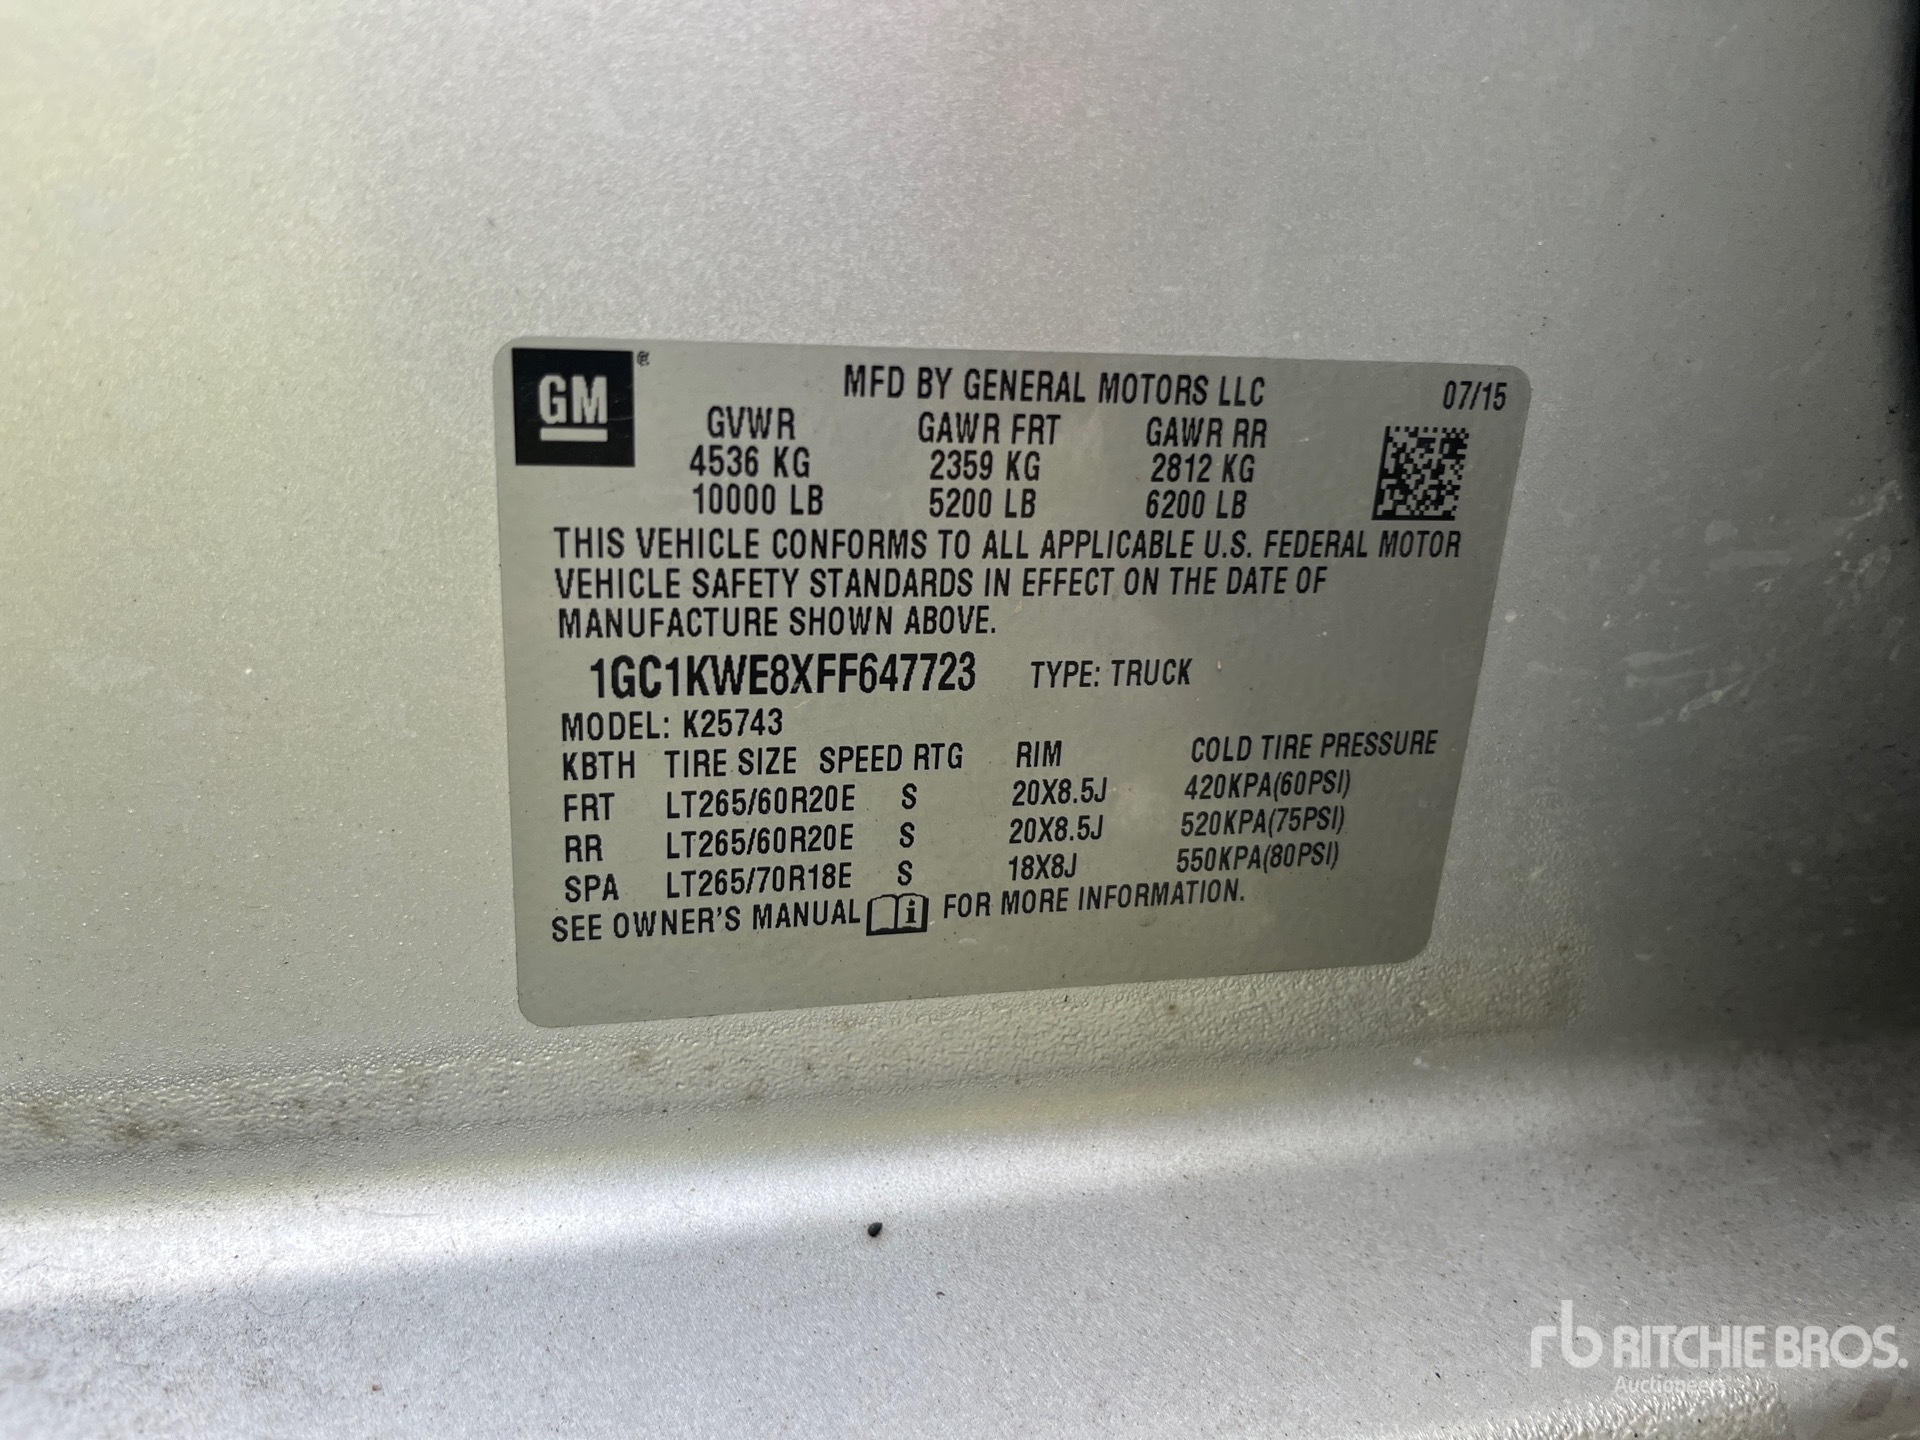 GM®
MFD BY GENERAL MOTORS LLC 07/15
GVWR GAWR FRT GAWR RR
4536 KG 2359 KG 2812 KG
10000 LB 5200 LB 6200 LB
THIS VEHICLE CONFORMS TO ALL APPLICABLE U.S. FEDERAL MOTOR
VEHICLE SAFETY STANDARDS IN EFFECT ON THE DATE OF
MANUFACTURE SHOWN ABOVE.
1GC1KWE8XFF647723 TYPE: TRUCK
MODEL: K25743
KBTH TIRE SIZE SPEED RTG RIM COLD TIRE PRESSURE
FRT LT265/60R20E S 20X8.5J 420KPA(60PSI)
RR LT265/60R20E S 20X8.5J 520KPA(75PSI)
SPA LT265/70R18E S 18X8J 550KPA(80PSI)
SEE OWNER'S MANUAL i FOR MORE INFORMATION.
rb RITCHIE BROS.
Auctioneers